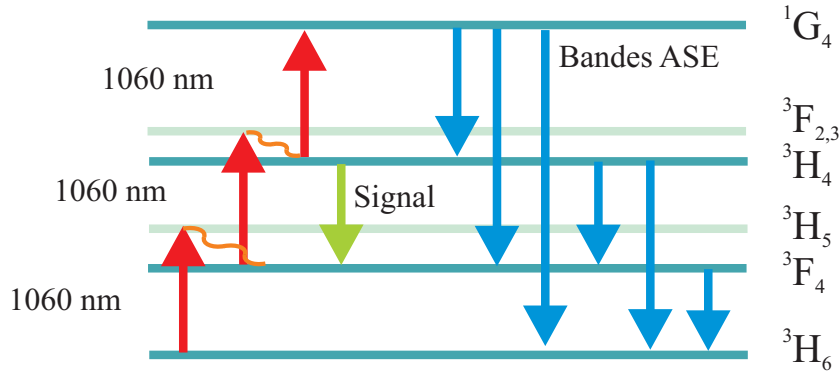 ¹G₄
Bandes ASE
1060 nm
³F₂,₃
³H₄
1060 nm
Signal
³H₅
³F₄
1060 nm
³H₆